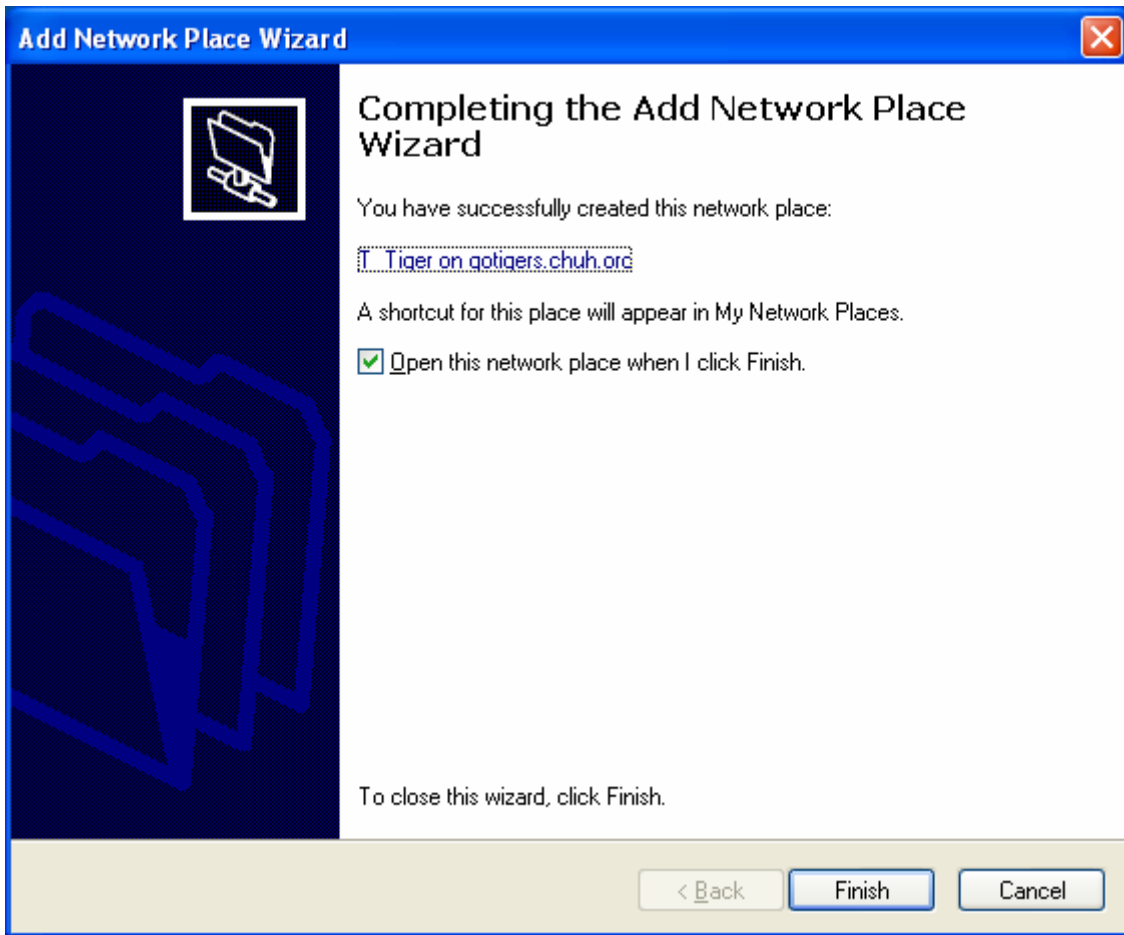 Add Network Place Wizard
Completing the Add Network Place
Wizard
You have successfully created this network place:
T_Tiger on gotigers.chuh.org
A shortcut for this place will appear in My Network Places.
Open this network place when I click Finish.
To close this wizard, click Finish.
< Back Finish Cancel